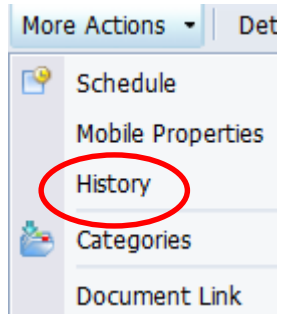 More Actions Det
Schedule
Mobile Properties
History
Categories
Document Link